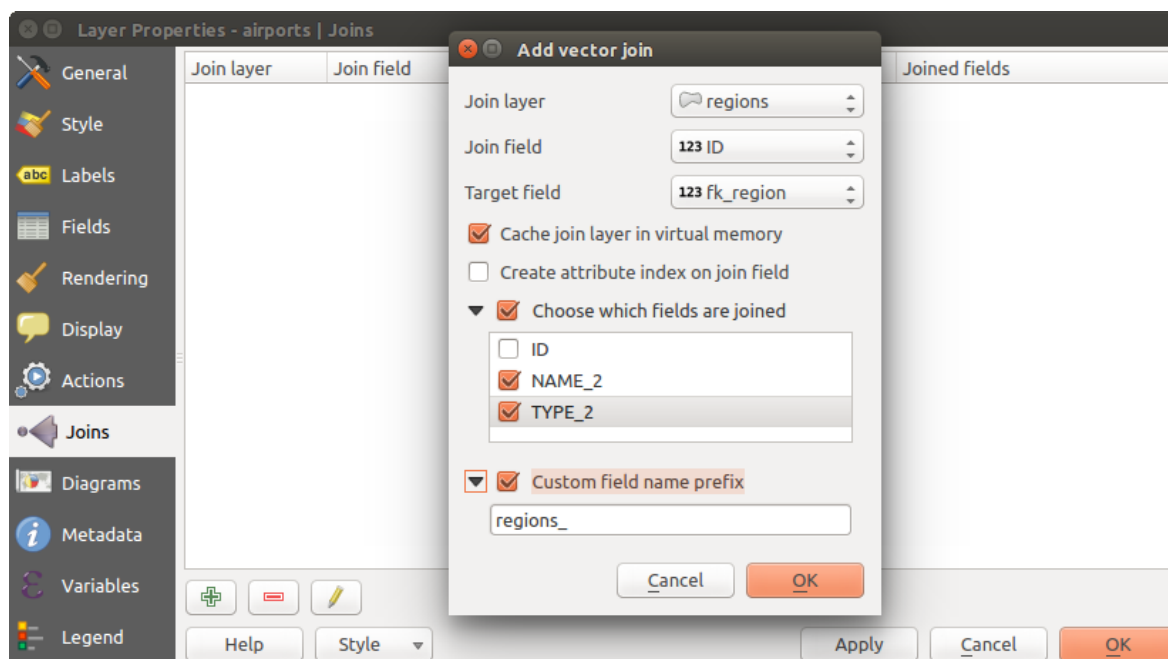 Layer Properties - airports | Joins
General
Style
abc Labels
Fields
Rendering
Display
Actions
Joins
Diagrams
Metadata
Variables
Legend
Join layer Join field Joined fields
Add vector join
Join layer regions
Join field 123 ID
Target field 123 fk_region
Cache join layer in virtual memory
Create attribute index on join field
Choose which fields are joined
ID
NAME_2
TYPE_2
Custom field name prefix
regions_
Cancel OK
Help Style Apply Cancel OK